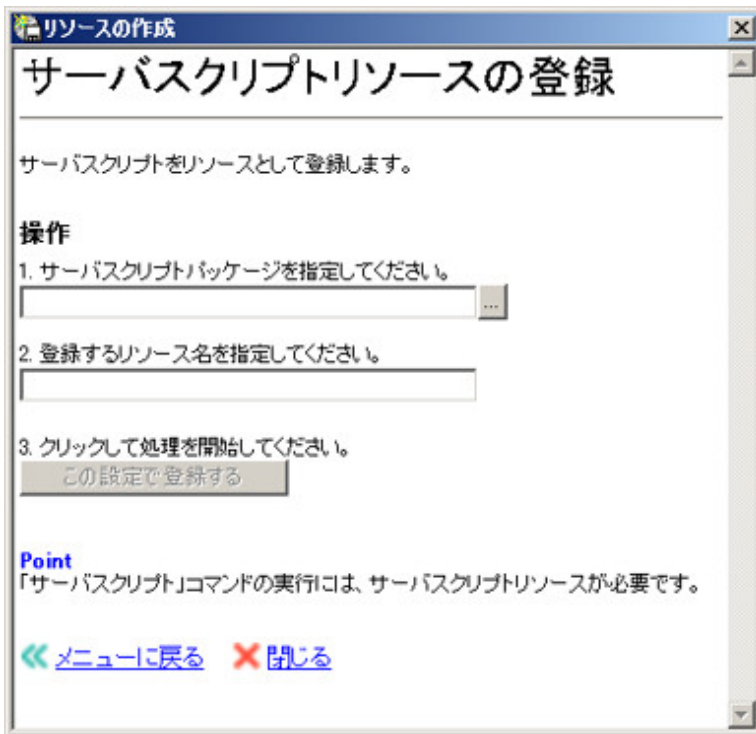 リソースの作成
サーバスクリプトリソースの登録
サーバスクリプトをリソースとして登録します。
操作
1. サーバスクリプトパッケージを指定してください。
...
2. 登録するリソース名を指定してください。
3. クリックして処理を開始してください。
この設定で登録する
Point
「サーバスクリプト」コマンドの実行には、サーバスクリプトリソースが必要です。
メニューに戻る 閉じる